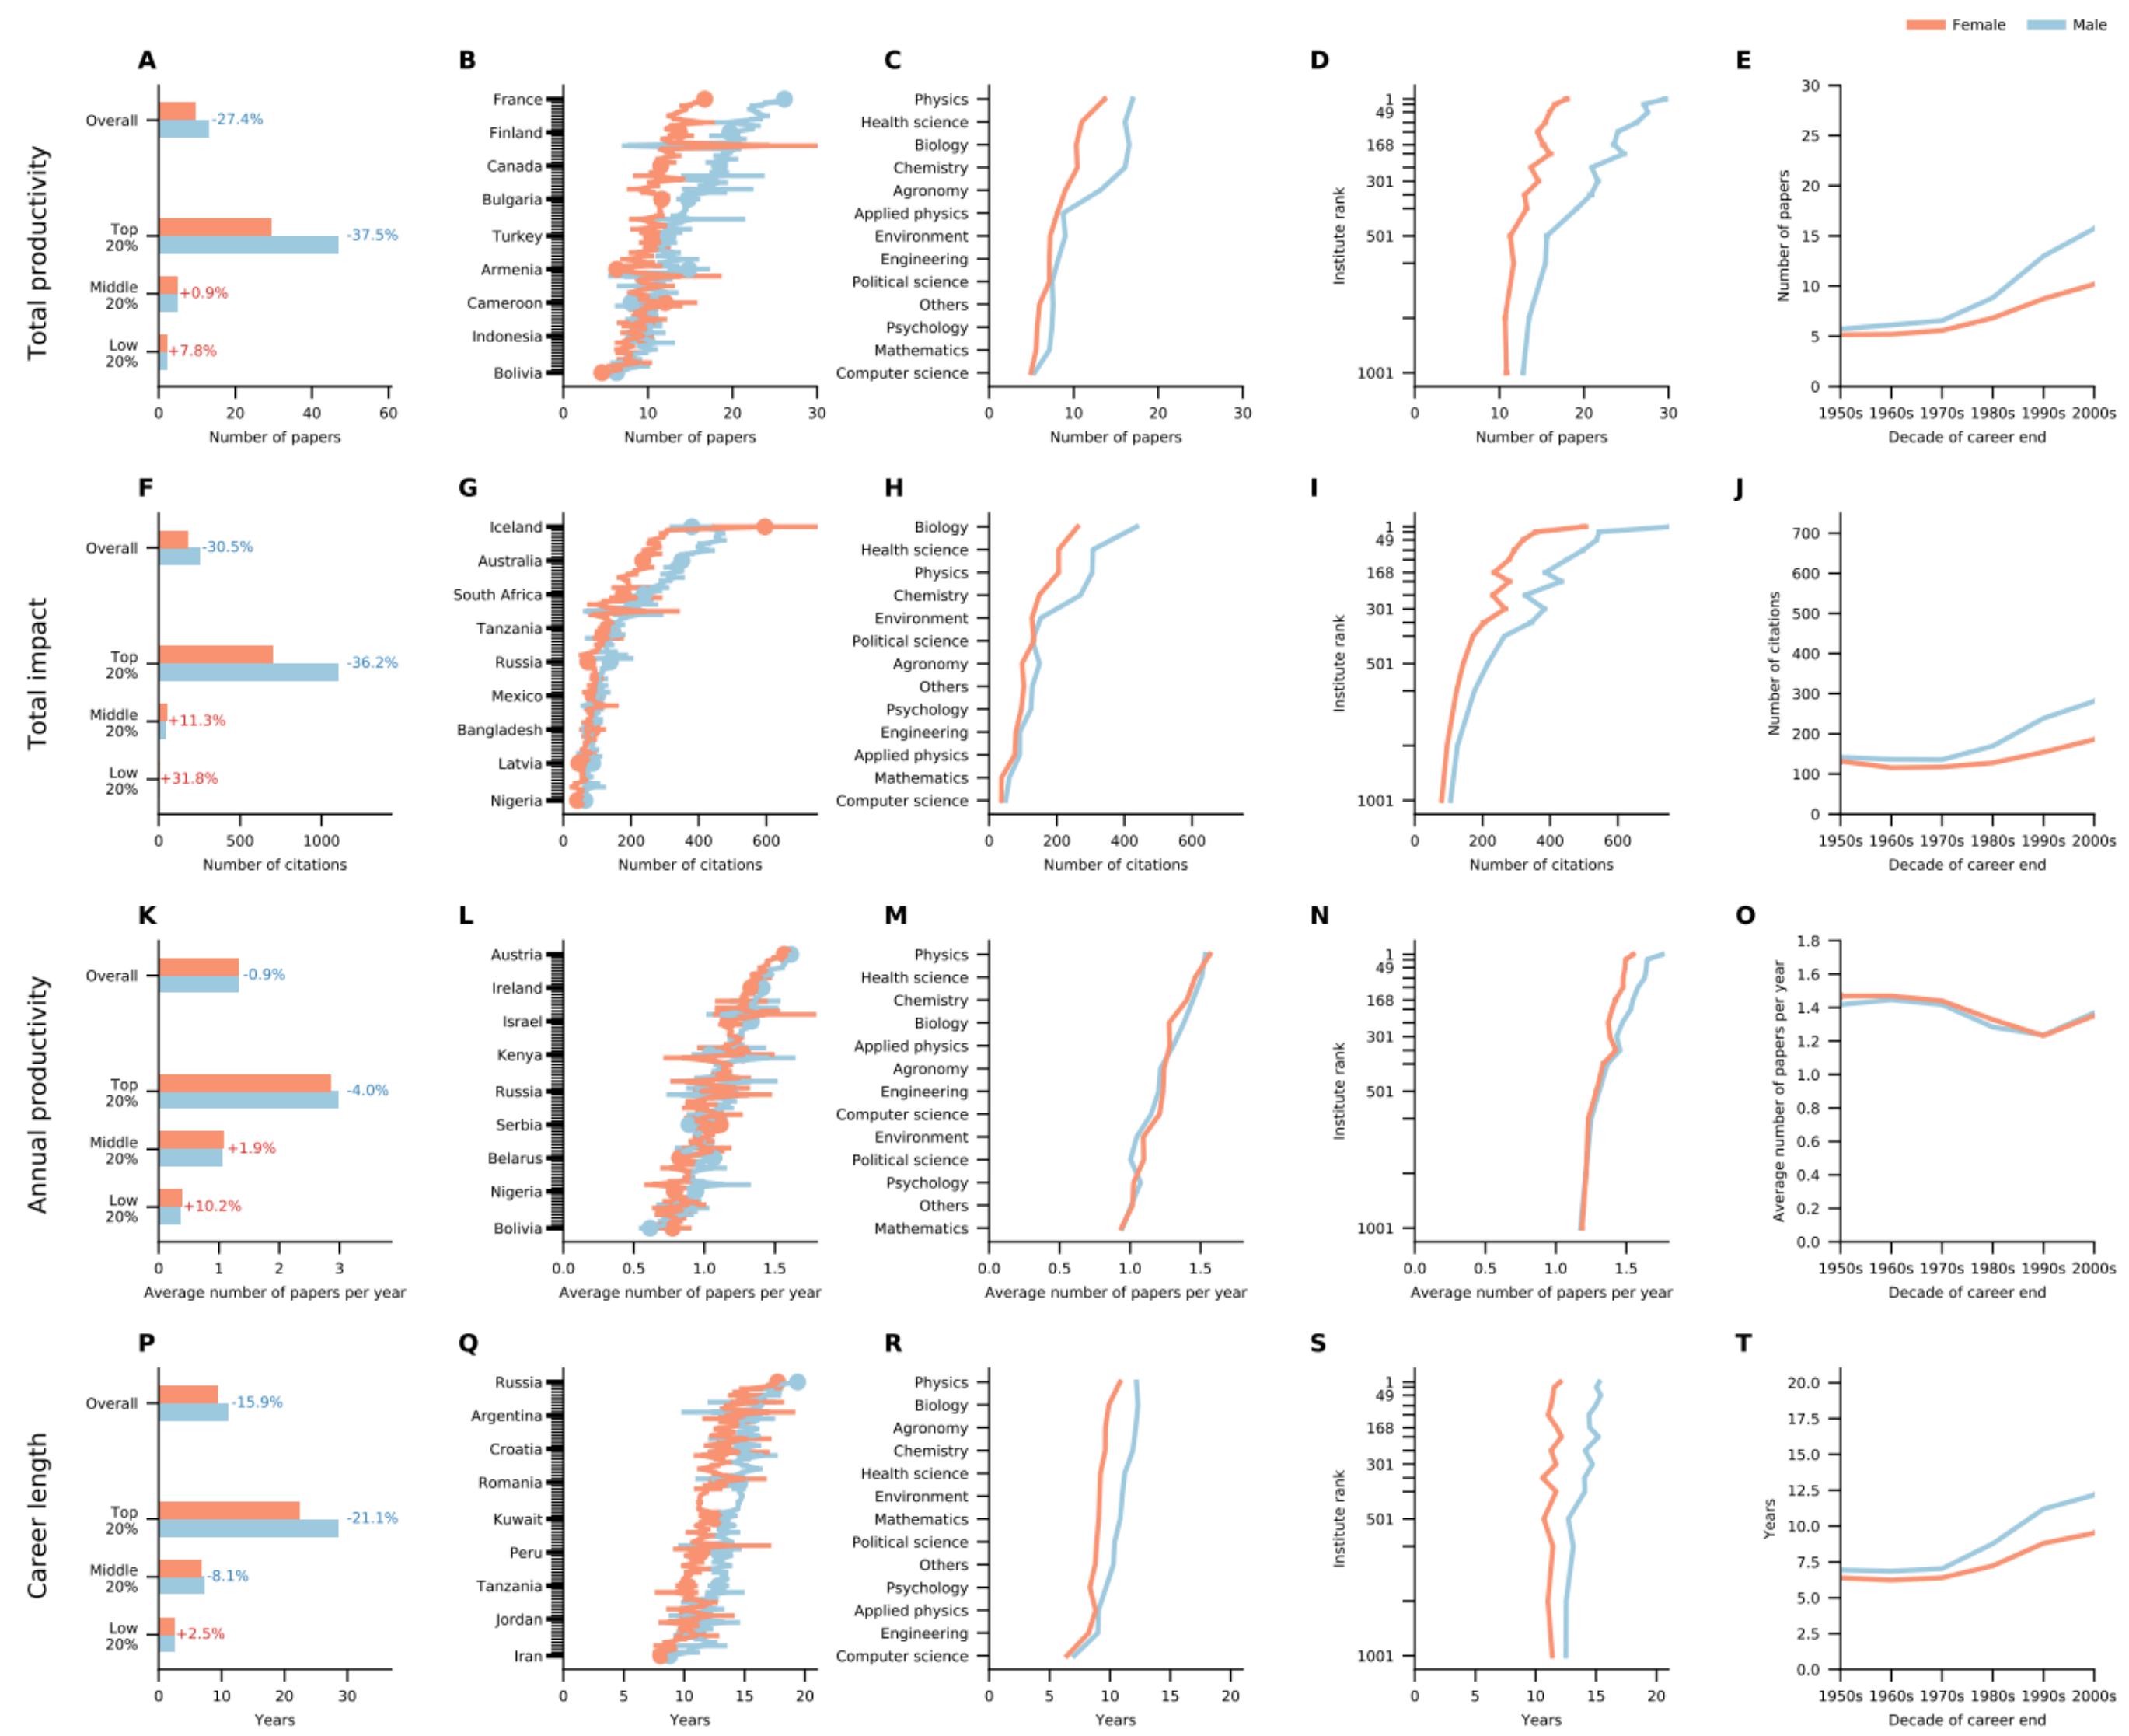 Female Male
A
Total productivity
Overall
-27.4%
Top
20%
-37.5%
Middle
20%
+0.9%
Low
20%
+7.8%
0 20 40 60
Number of papers
B
France
Finland
Canada
Bulgaria
Turkey
Armenia
Cameroon
Indonesia
Bolivia
0 10 20 30
Number of papers
C
Physics
Health science
Biology
Chemistry
Agronomy
Applied physics
Environment
Engineering
Political science
Others
Psychology
Mathematics
Computer science
0 10 20 30
Number of papers
D
Institute rank
1
49
168
301
501
1001
0 10 20 30
Number of papers
E
Number of papers
30
25
20
15
10
5
0
1950s 1960s 1970s 1980s 1990s 2000s
Decade of career end
F
Total impact
Overall
-30.5%
Top
20%
-36.2%
Middle
20%
+11.3%
Low
20%
+31.8%
0 500 1000
Number of citations
G
Iceland
Australia
South Africa
Tanzania
Russia
Mexico
Bangladesh
Latvia
Nigeria
0 200 400 600
Number of citations
H
Biology
Health science
Physics
Chemistry
Environment
Political science
Agronomy
Others
Psychology
Engineering
Applied physics
Mathematics
Computer science
0 200 400 600
Number of citations
I
Institute rank
1
49
168
301
501
1001
0 200 400 600
Number of citations
J
Number of citations
700
600
500
400
300
200
100
0
1950s 1960s 1970s 1980s 1990s 2000s
Decade of career end
K
Annual productivity
Overall
-0.9%
Top
20%
-4.0%
Middle
20%
+1.9%
Low
20%
+10.2%
0 1 2 3
Average number of papers per year
L
Austria
Ireland
Israel
Kenya
Russia
Serbia
Belarus
Nigeria
Bolivia
0.0 0.5 1.0 1.5
Average number of papers per year
M
Physics
Health science
Chemistry
Biology
Applied physics
Agronomy
Engineering
Computer science
Environment
Political science
Psychology
Others
Mathematics
0.0 0.5 1.0 1.5
Average number of papers per year
N
Institute rank
1
49
168
301
501
1001
0.0 0.5 1.0 1.5
Average number of papers per year
O
Average number of papers per year
1.8
1.6
1.4
1.2
1.0
0.8
0.6
0.4
0.2
0.0
1950s 1960s 1970s 1980s 1990s 2000s
Decade of career end
P
Career length
Overall
-15.9%
Top
20%
-21.1%
Middle
20%
-8.1%
Low
20%
+2.5%
0 10 20 30
Years
Q
Russia
Argentina
Croatia
Romania
Kuwait
Peru
Tanzania
Jordan
Iran
0 5 10 15 20
Years
R
Physics
Biology
Agronomy
Chemistry
Health science
Environment
Mathematics
Political science
Others
Psychology
Applied physics
Engineering
Computer science
0 5 10 15 20
Years
S
Institute rank
1
49
168
301
501
1001
0 5 10 15 20
Years
T
Years
20.0
17.5
15.0
12.5
10.0
7.5
5.0
2.5
0.0
1950s 1960s 1970s 1980s 1990s 2000s
Decade of career end